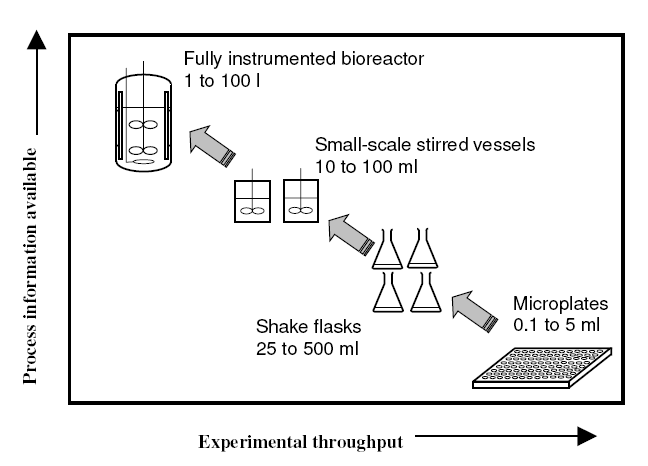 Fully instrumented bioreactor
1 to 100 l
Small-scale stirred vessels
10 to 100 ml
Shake flasks
25 to 500 ml
Microplates
0.1 to 5 ml
Process information available
Experimental throughput